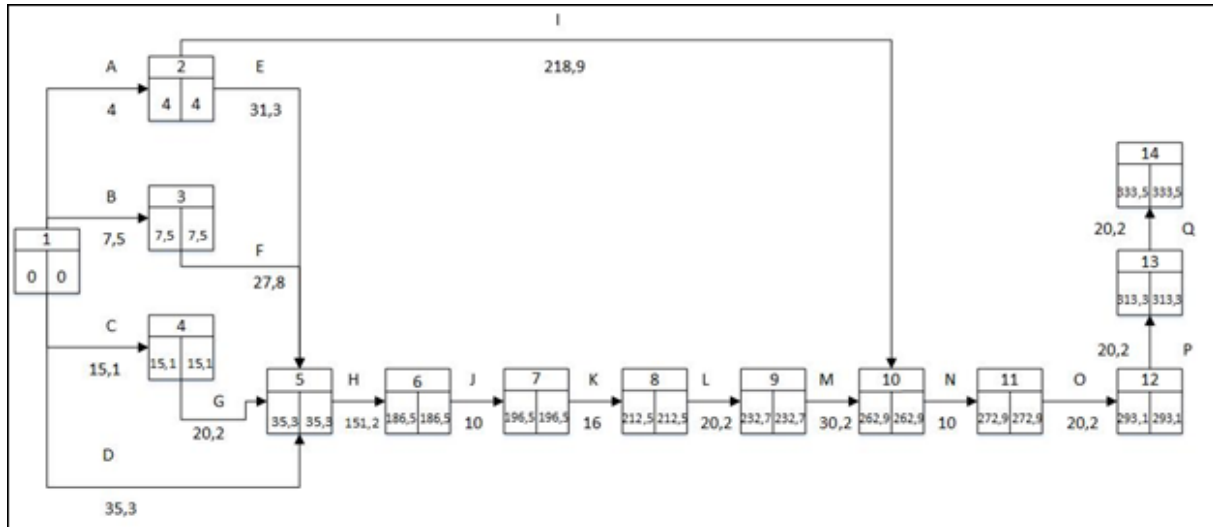 I
A
2
E
218,9
4
4 4
31,3
14
333,5 333,5
B
3
20,2 Q
1
7,5
7,5 7,5
F
13
0 0
27,8
313,3 313,3
C
4
20,2 P
15,1
15,1 15,1
5 H 6 J 7 K 8 L 9 M 10 N 11 O 12
G
35,3 35,3 151,2 186,5 186,5 10 196,5 196,5 16 212,5 212,5 20,2 232,7 232,7 30,2 262,9 262,9 10 272,9 272,9 20,2 293,1 293,1
20,2
D
35,3